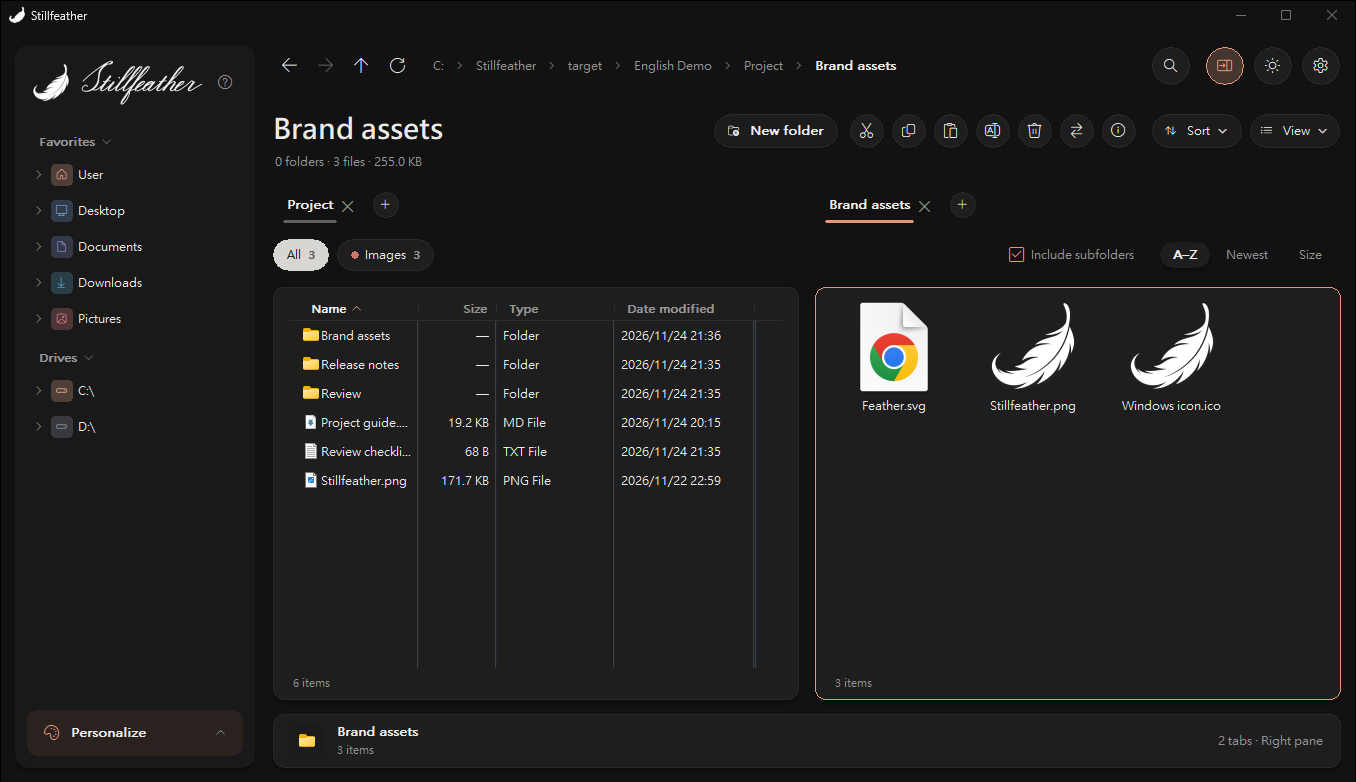 Stillfeather
Stillfeather
C: Stillfeather target English Demo Project Brand assets
Favorites
User
Desktop
Documents
Downloads
Pictures
Drives
C:\
D:\
Personalize
Brand assets
0 folders · 3 files · 255.0 KB
New folder
Sort
View
Project
Brand assets
All 3
Images 3
Include subfolders
A–Z
Newest
Size
Name Size Type Date modified
Brand assets — Folder 2026/11/24 21:36
Release notes — Folder 2026/11/24 21:35
Review — Folder 2026/11/24 21:35
Project guide.... 19.2 KB MD File 2026/11/24 20:15
Review checkli... 68 B TXT File 2026/11/24 21:35
Stillfeather.png 171.7 KB PNG File 2026/11/22 22:59
6 items
Feather.svg
Stillfeather.png
Windows icon.ico
3 items
Brand assets
3 items
2 tabs · Right pane